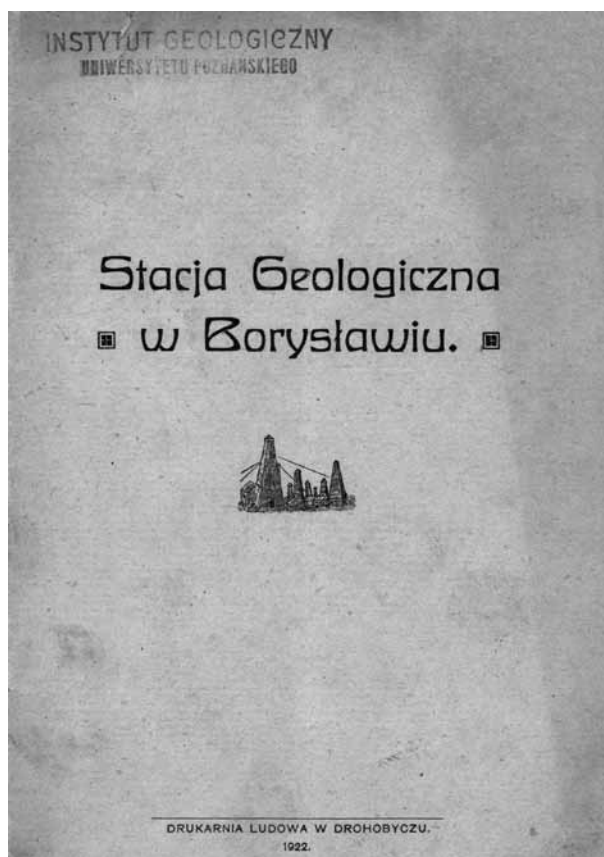 INSTYTUT GEOLOGICZNY
UNIWERSYTETU POZNAŃSKIEGO
Stacja Geologiczna
w Borysławiu.
DRUKARNIA LUDOWA W DROHOBYCZU.
1922.